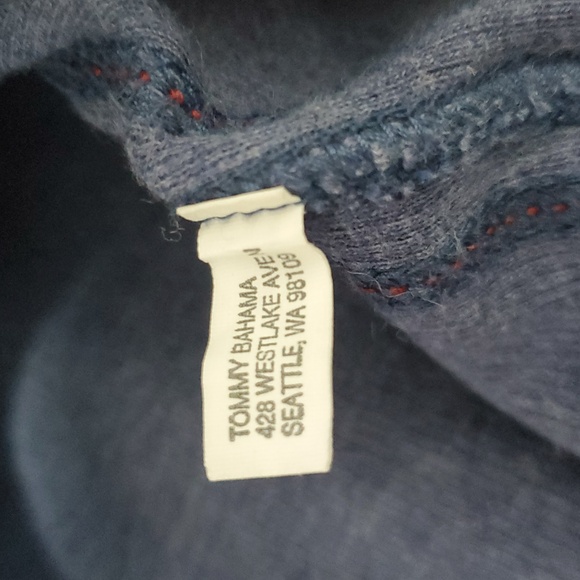 TOMMY BAHAMA
428 WESTLAKE AVE N
SEATTLE, WA 98109